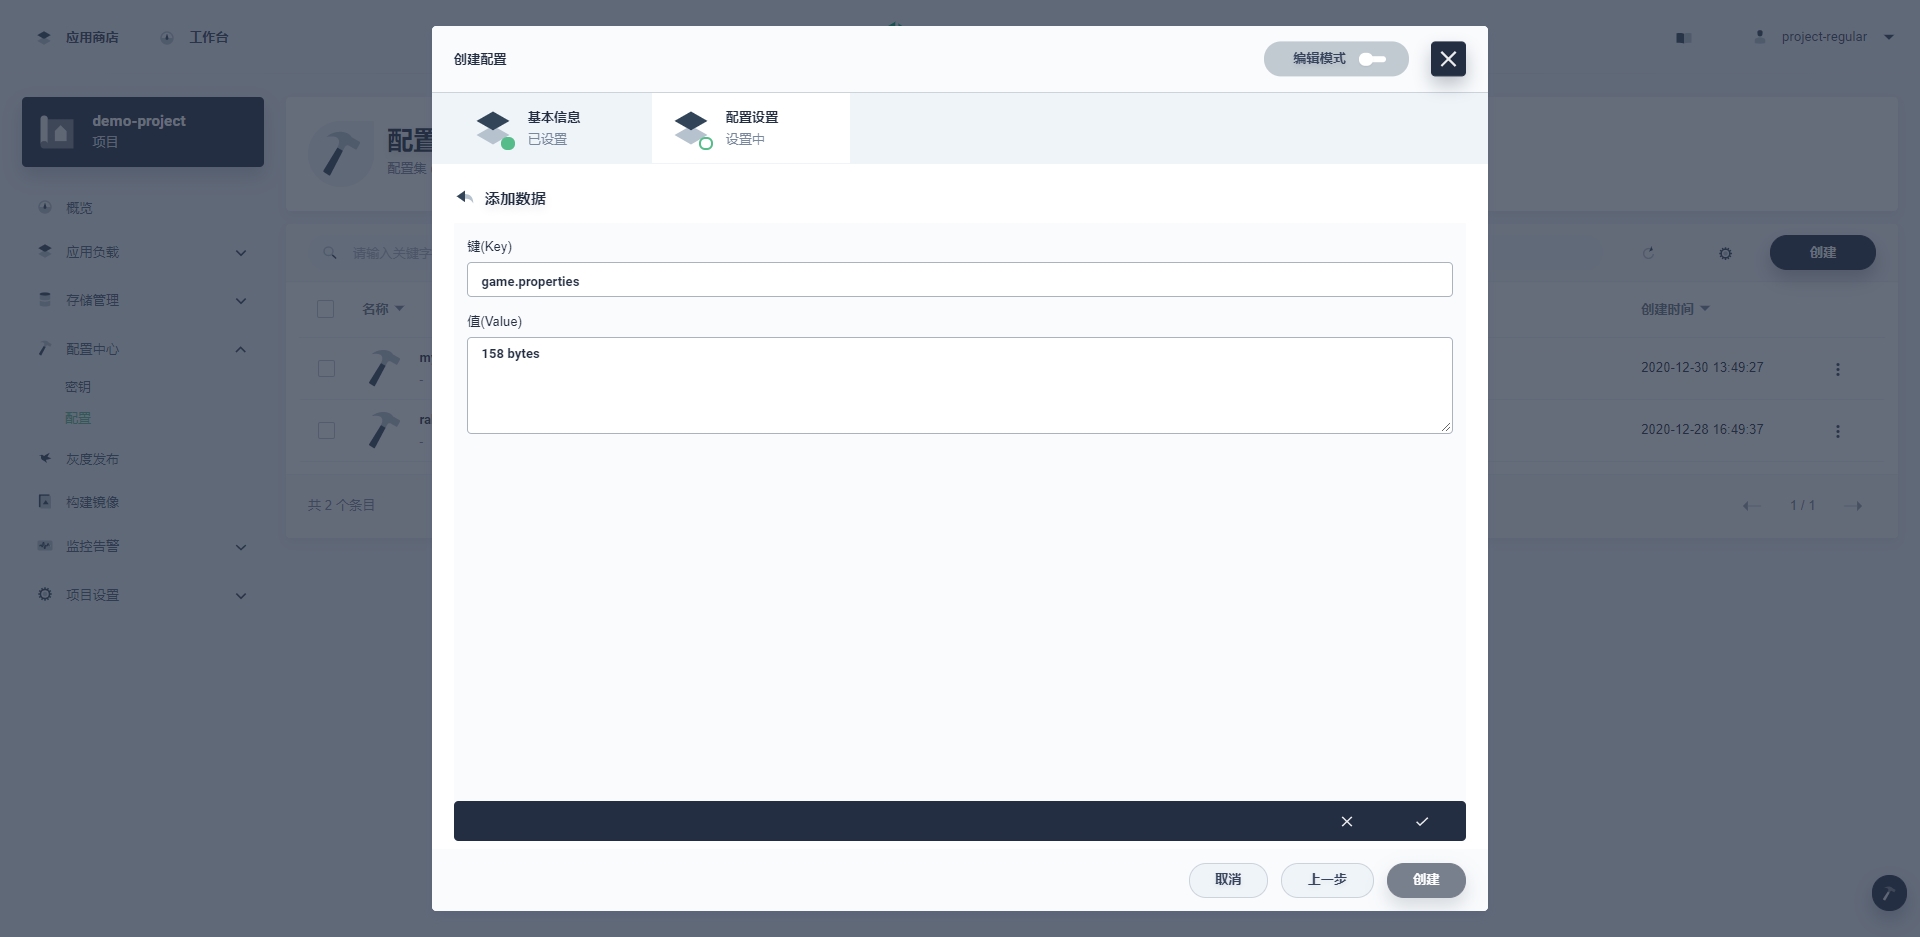 应用商店
工作台
project-regular
demo-project
项目
概览
应用负载
存储管理
配置中心
密钥
配置
灰度发布
构建镜像
监控告警
项目设置
配置
配置集
请输入关键字
创建
名称
创建时间
2020-12-30 13:49:27
-
ra
2020-12-28 16:49:37
-
共 2 个条目
1 / 1
创建配置
编辑模式
基本信息
已设置
配置设置
设置中
添加数据
键(Key)
game.properties
值(Value)
158 bytes
取消
上一步
创建